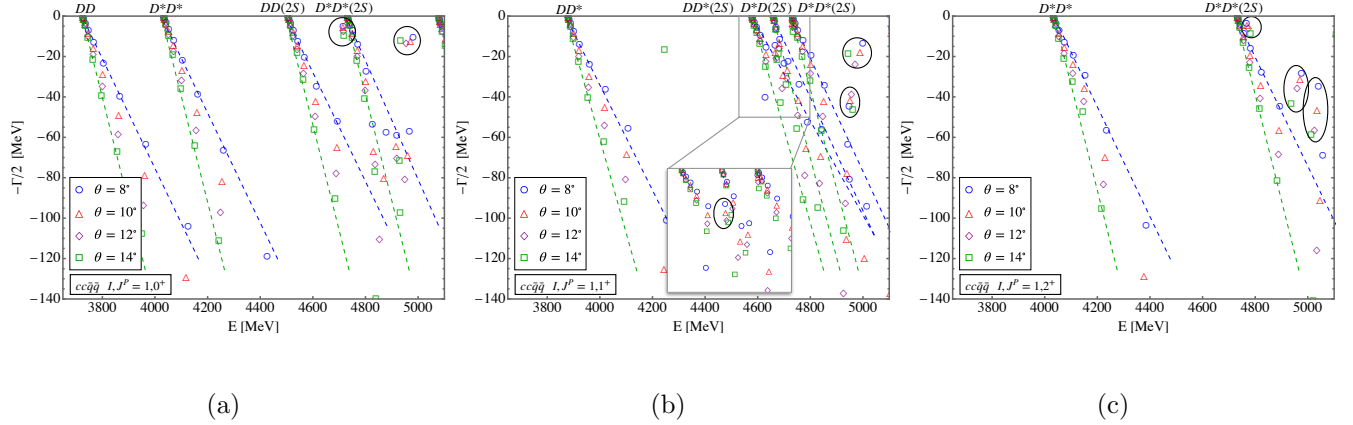 DD D*D* DD(2S) D*D*(2S)
0
−20
−40
−60
−80
−100
−120
−140
−Γ/2 [MeV]
θ = 8°
θ = 10°
θ = 12°
θ = 14°
ccq̄q̄ I,J^P = 1,0⁺
3800 4000 4200 4400 4600 4800 5000
E [MeV]
(a)
DD* DD*(2S) D*D(2S) D*D*(2S)
0
−20
−40
−60
−80
−100
−120
−140
−Γ/2 [MeV]
θ = 8°
θ = 10°
θ = 12°
θ = 14°
ccq̄q̄ I,J^P = 1,1⁺
3800 4000 4200 4400 4600 4800 5000
E [MeV]
(b)
D*D* D*D*(2S)
0
−20
−40
−60
−80
−100
−120
−140
−Γ/2 [MeV]
θ = 8°
θ = 10°
θ = 12°
θ = 14°
ccq̄q̄ I,J^P = 1,2⁺
3800 4000 4200 4400 4600 4800 5000
E [MeV]
(c)